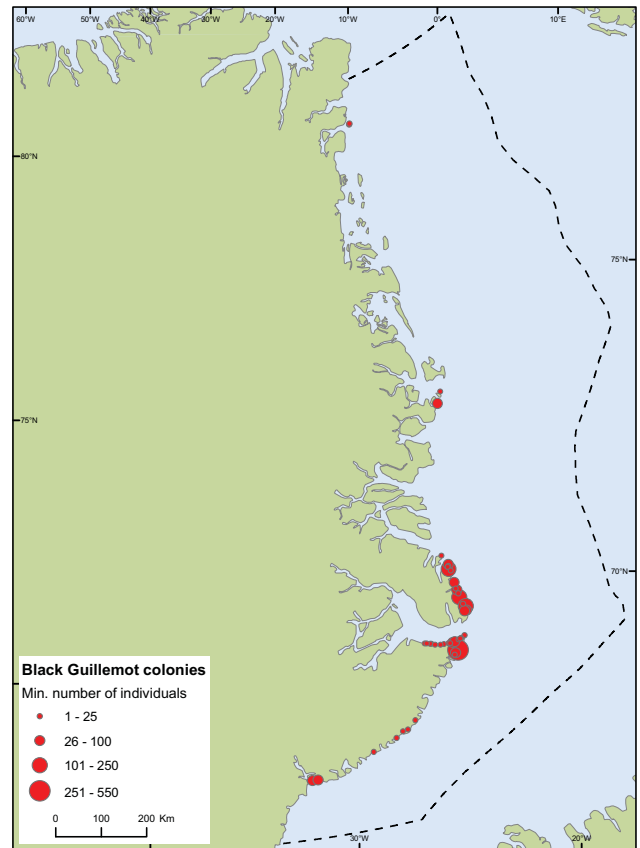 60°W 50°W 40°W 30°W 20°W 10°W 0° 10°E
80°N
75°N
75°N
70°N
Black Guillemot colonies
Min. number of individuals
1 - 25
26 - 100
101 - 250
251 - 550
0 100 200 Km
30°W 20°W